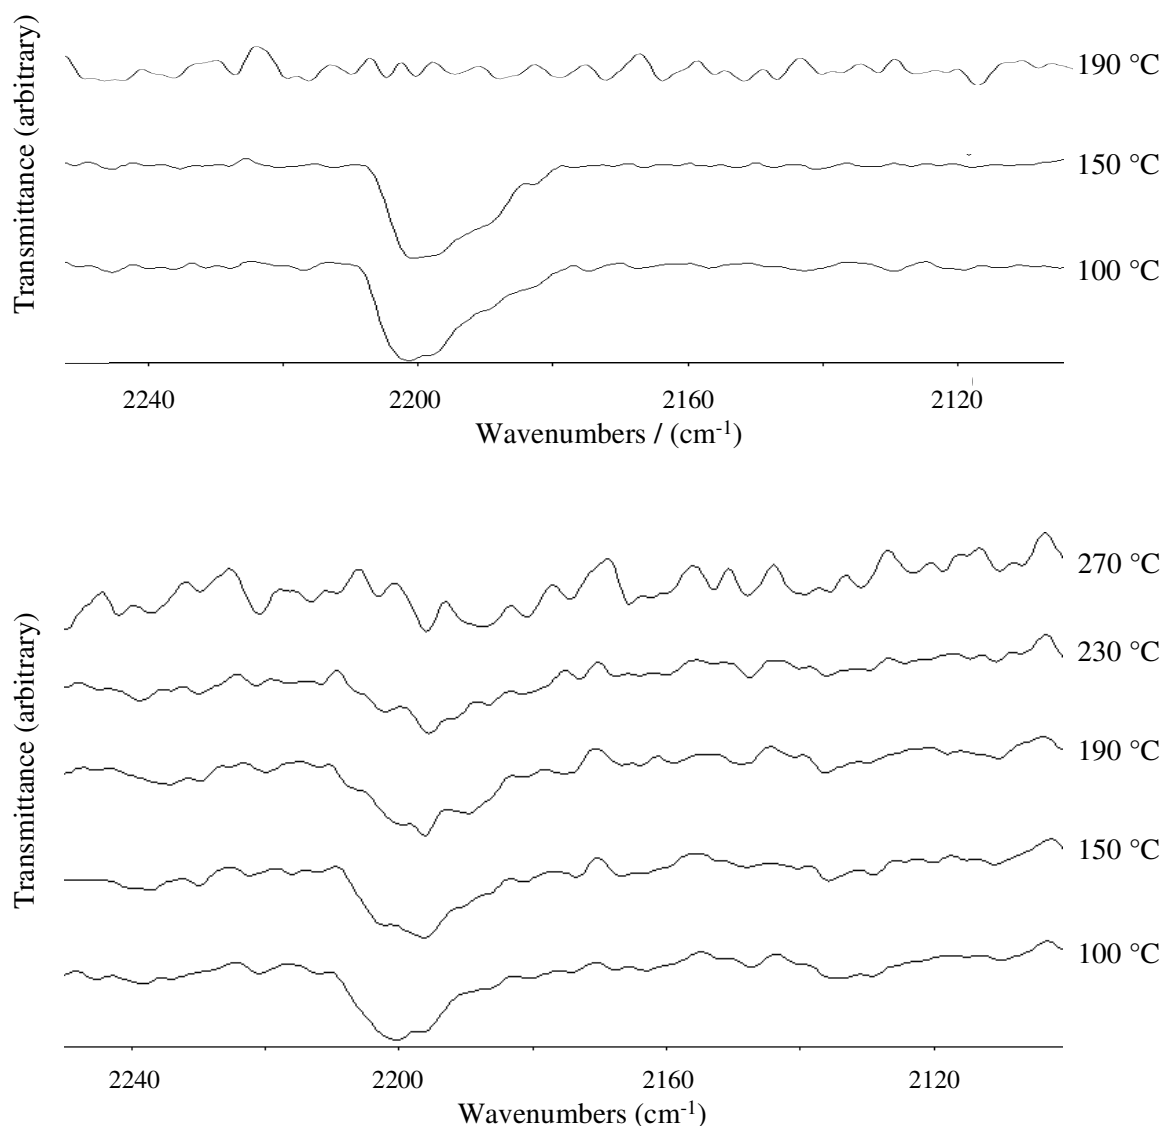 Transmittance (arbitrary)
190 °C
150 °C
100 °C
2240 2200 2160 2120
Wavenumbers / (cm-1)
Transmittance (arbitrary)
270 °C
230 °C
190 °C
150 °C
100 °C
2240 2200 2160 2120
Wavenumbers (cm-1)